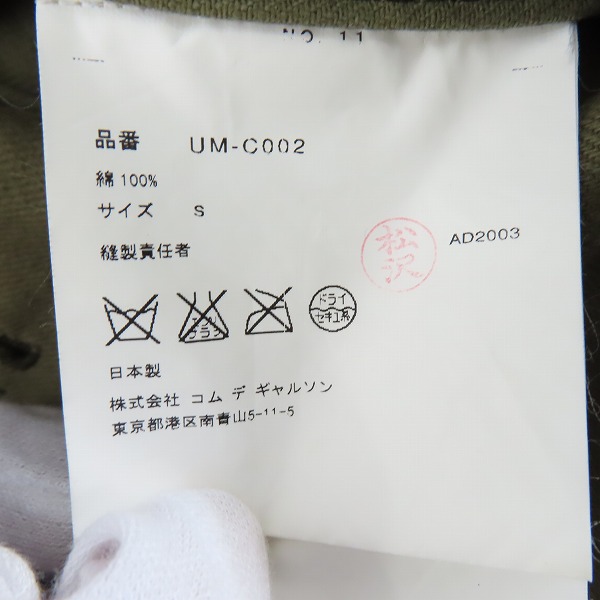 NO. 11
品番 UM-C002
綿 100%
サイズ S
縫製責任者
松沢
AD2003
ドライ
セキユ系
日本製
株式会社 コム デ ギャルソン
東京都港区南青山5-11-5